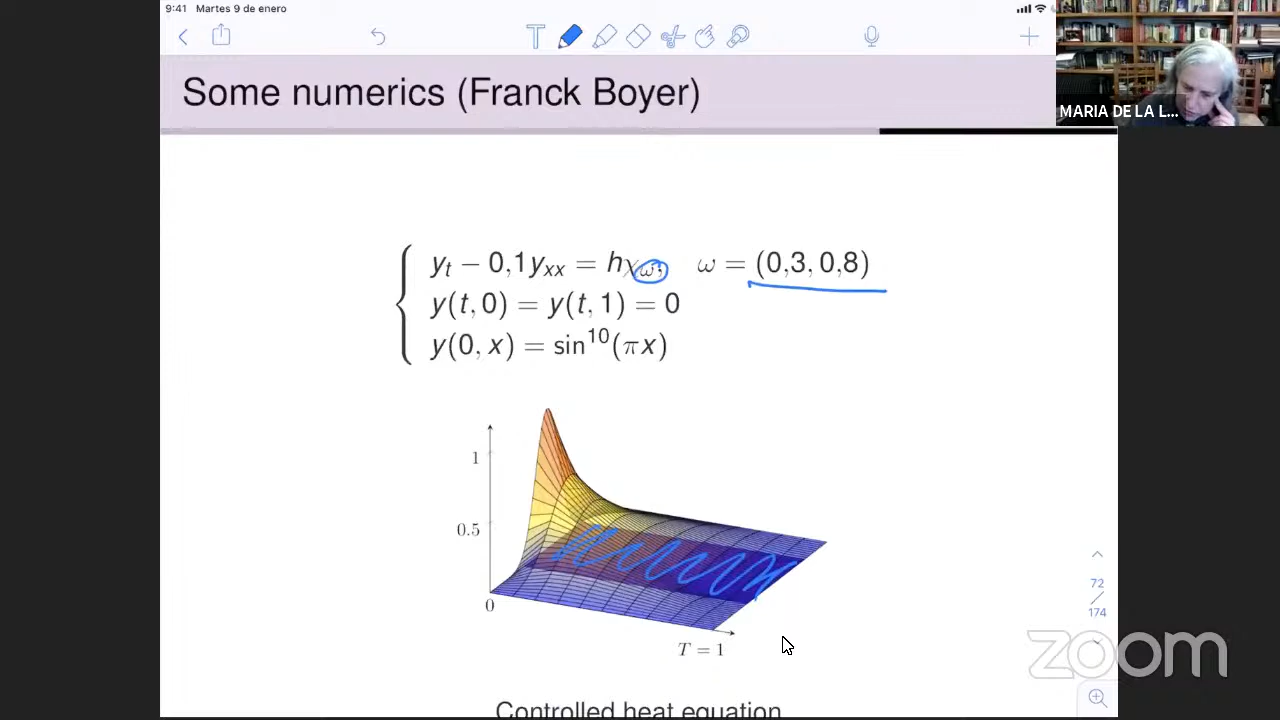 9:41 Martes 9 de enero
Some numerics (Franck Boyer)
MARIA DE LA L...
y_t − 0,1y_{xx} = hχ_ω, ω = (0,3, 0,8)
y(t, 0) = y(t, 1) = 0
y(0, x) = sin^{10}(πx)
1
0.5
0
T = 1
72
/
174
zoom
Controlled heat equation